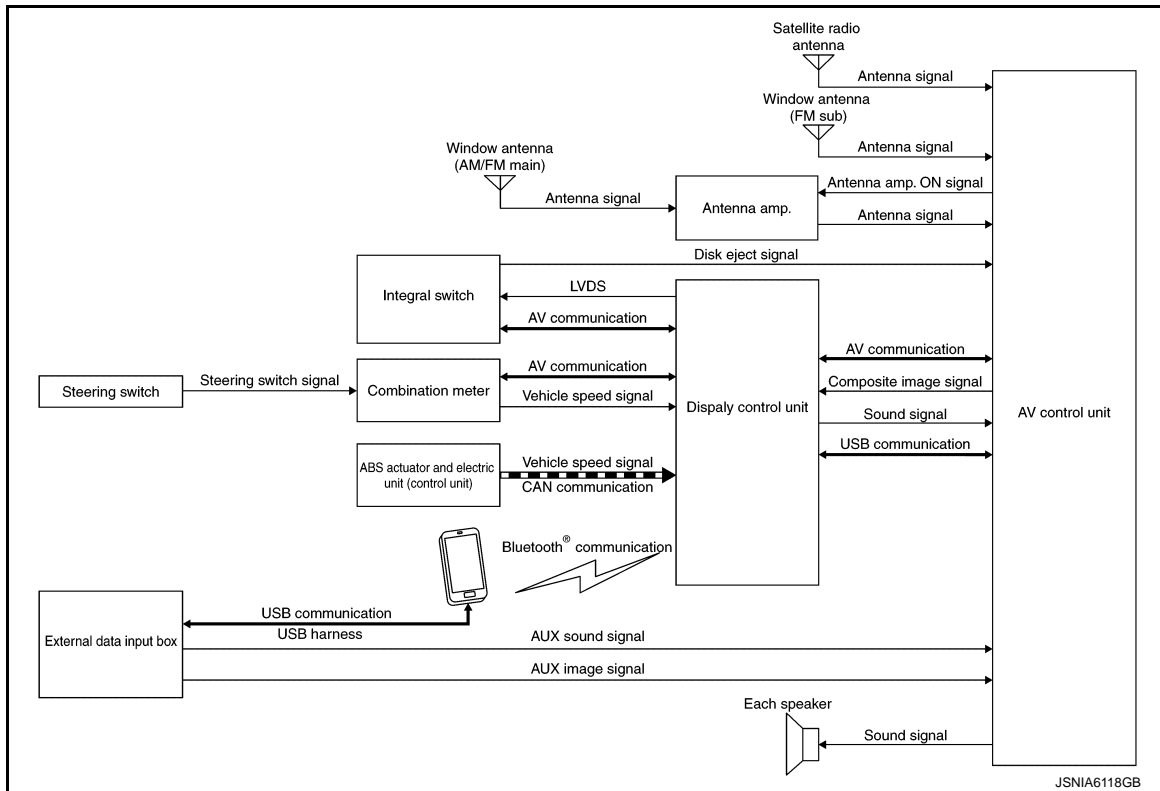 Satellite radio
antenna
Antenna signal
Window antenna
(FM sub)
Antenna signal
Window antenna
(AM/FM main)
Antenna signal
Antenna amp.
Antenna amp. ON signal
Antenna signal
Disk eject signal
Integral switch
LVDS
AV communication
Steering switch
Steering switch signal
Combination meter
AV communication
Vehicle speed signal
Dispaly control unit
AV communication
Composite image signal
Sound signal
USB communication
AV control unit
ABS actuator and electric
unit (control unit)
Vehicle speed signal
CAN communication
Bluetooth® communication
External data input box
USB communication
USB harness
AUX sound signal
AUX image signal
Each speaker
Sound signal
JSNIA6118GB